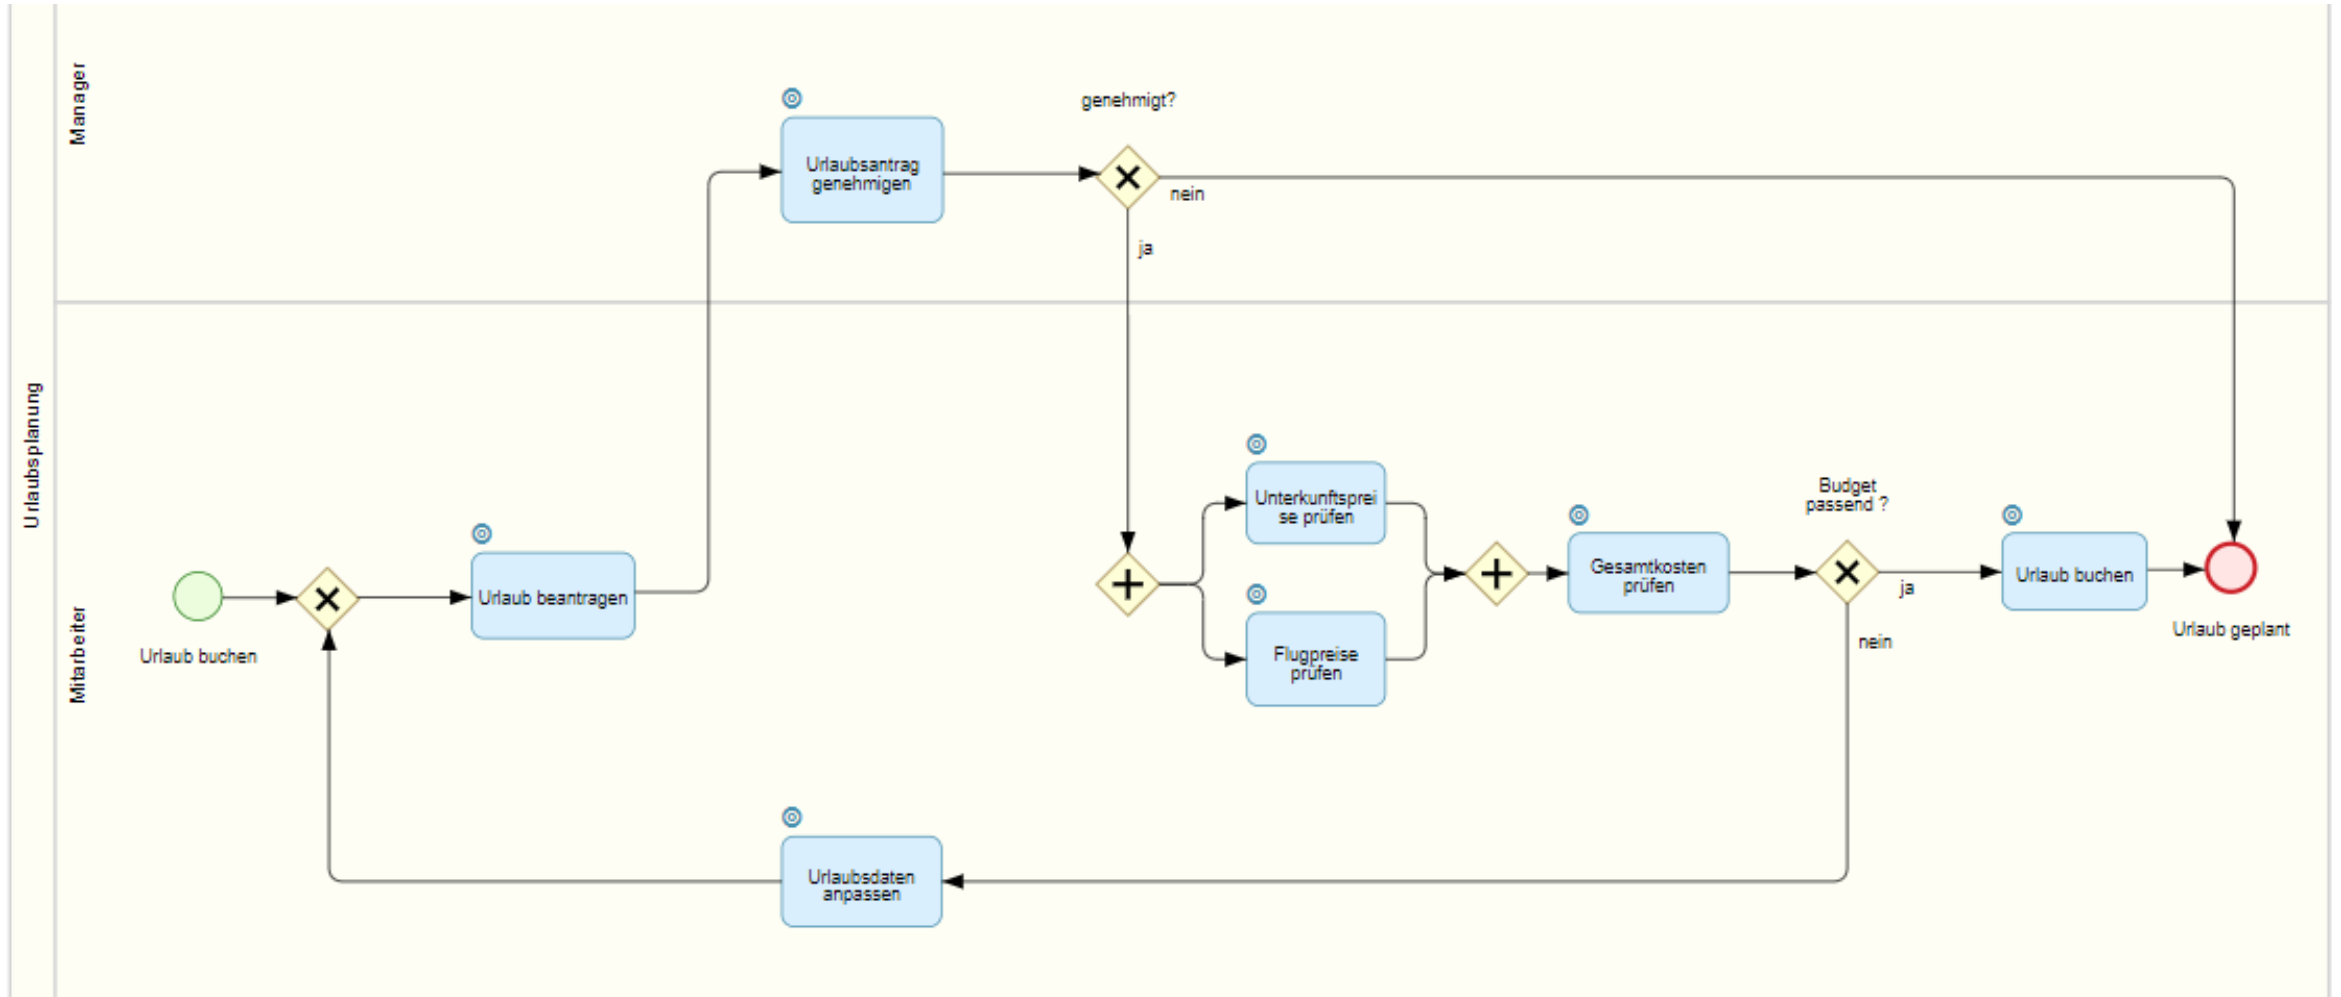 Urlaubsplanung
Manager
Urlaubsantrag
genehmigen
genehmigt?
nein
ja
Mitarbeiter
Urlaub buchen
Urlaub beantragen
Unterkunftsprei
se prüfen
Flugpreise
prüfen
Gesamtkosten
prüfen
Budget
passend ?
ja
nein
Urlaub buchen
Urlaub geplant
Urlaubsdaten
anpassen